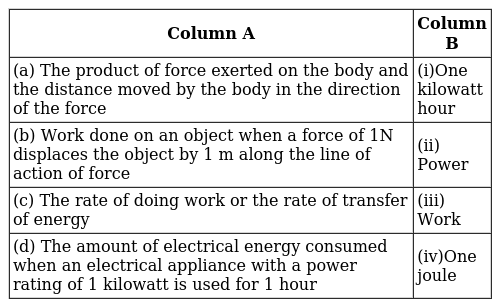 Column A
Column
B
(a) The product of force exerted on the body and
the distance moved by the body in the direction
of the force
(i)One
kilowatt
hour
(b) Work done on an object when a force of 1N
displaces the object by 1 m along the line of
action of force
(ii)
Power
(c) The rate of doing work or the rate of transfer
of energy
(iii)
Work
(d) The amount of electrical energy consumed
when an electrical appliance with a power
rating of 1 kilowatt is used for 1 hour
(iv)One
joule